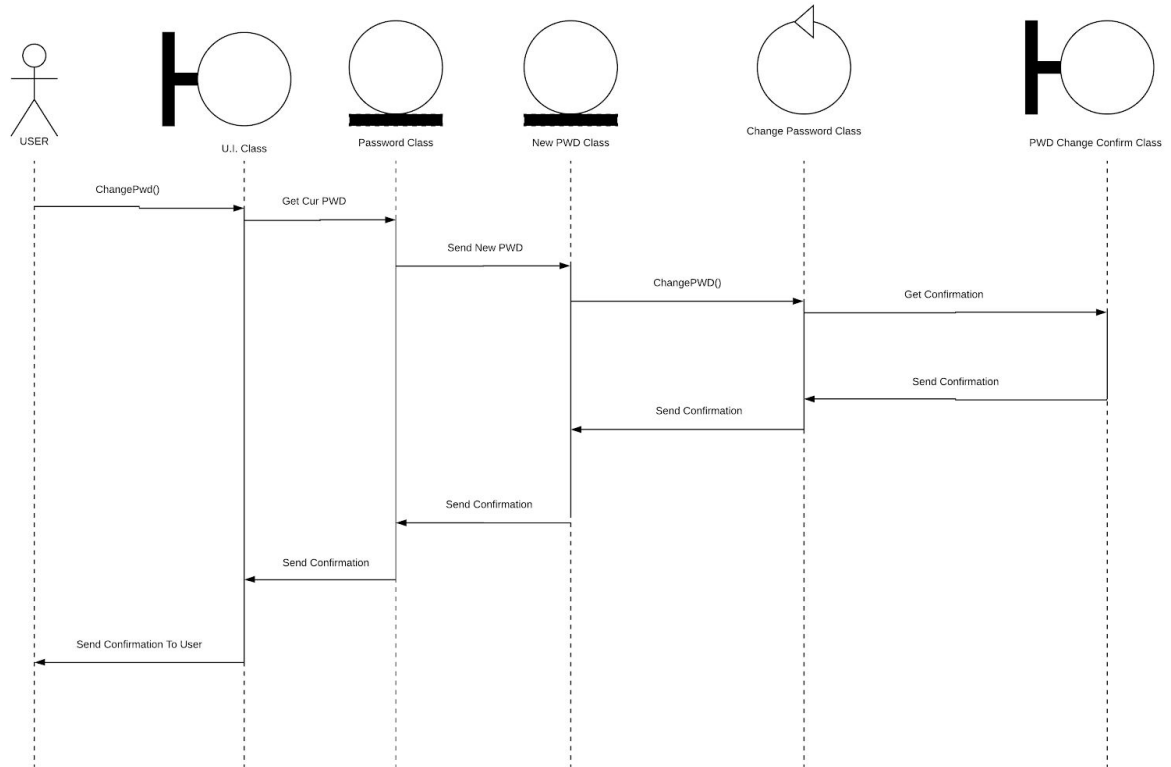 USER
U.I. Class
Password Class
New PWD Class
Change Password Class
PWD Change Confirm Class
ChangePwd()
Get Cur PWD
Send New PWD
ChangePWD()
Get Confirmation
Send Confirmation
Send Confirmation
Send Confirmation
Send Confirmation
Send Confirmation To User